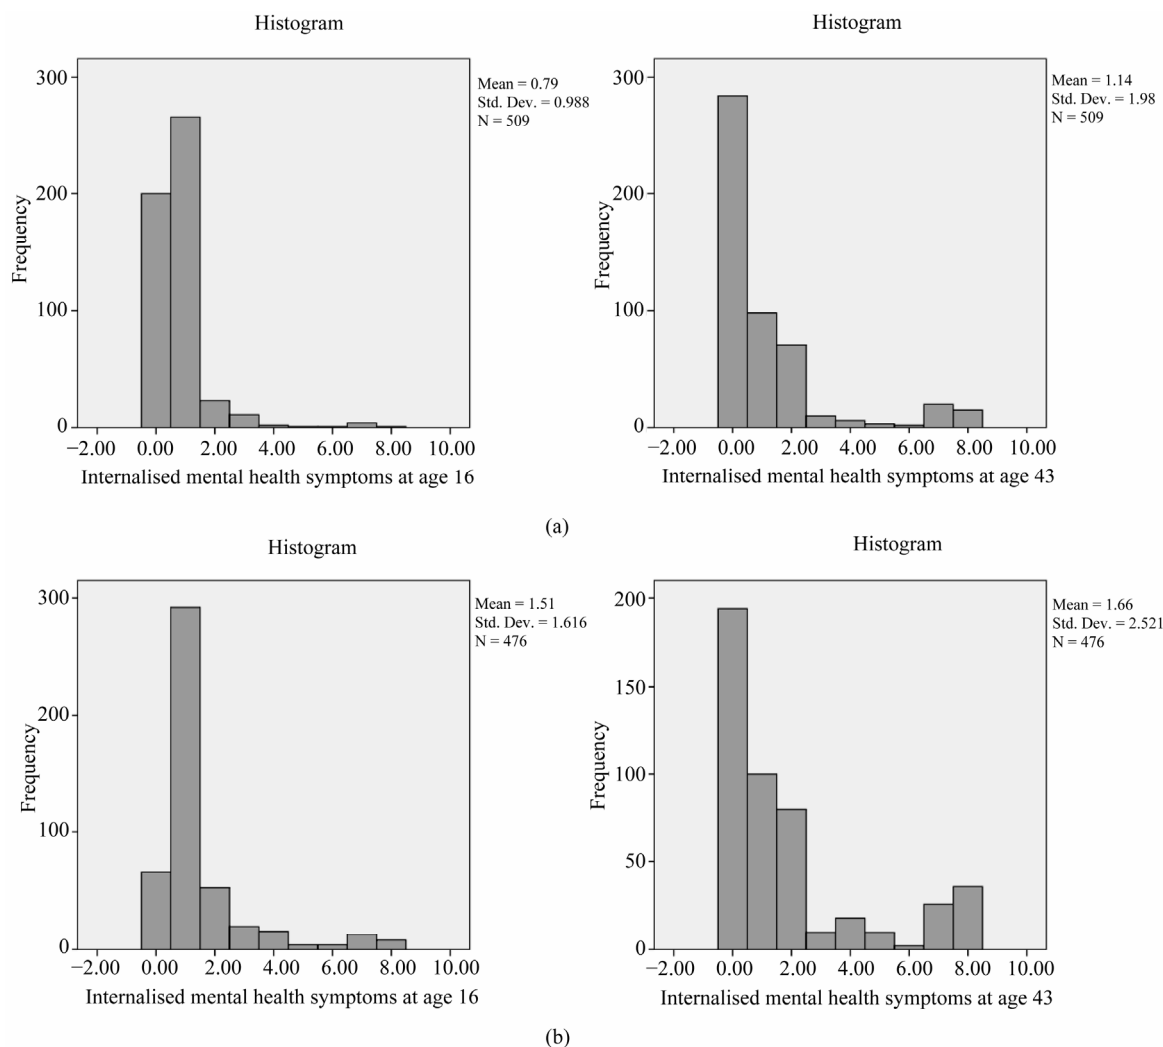 Histogram
Mean = 0.79
Std. Dev. = 0.988
N = 509
Frequency
300
200
100
0
−2.00 0.00 2.00 4.00 6.00 8.00 10.00
Internalised mental health symptoms at age 16
Histogram
Mean = 1.14
Std. Dev. = 1.98
N = 509
Frequency
300
200
100
0
−2.00 0.00 2.00 4.00 6.00 8.00 10.00
Internalised mental health symptoms at age 43
(a)
Histogram
Mean = 1.51
Std. Dev. = 1.616
N = 476
Frequency
300
200
100
0
−2.00 0.00 2.00 4.00 6.00 8.00 10.00
Internalised mental health symptoms at age 16
Histogram
Mean = 1.66
Std. Dev. = 2.521
N = 476
Frequency
200
150
100
50
0
−2.00 0.00 2.00 4.00 6.00 8.00 10.00
Internalised mental health symptoms at age 43
(b)